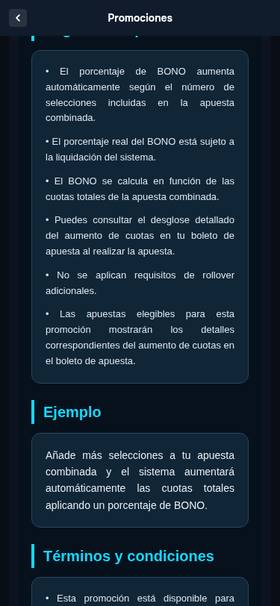 Promociones
• El porcentaje de BONO aumenta
automáticamente según el número de
selecciones incluidas en la apuesta
combinada.
• El porcentaje real del BONO está sujeto a
la liquidación del sistema.
• El BONO se calcula en función de las
cuotas totales de la apuesta combinada.
• Puedes consultar el desglose detallado
del aumento de cuotas en tu boleto de
apuesta al realizar la apuesta.
• No se aplican requisitos de rollover
adicionales.
• Las apuestas elegibles para esta
promoción mostrarán los detalles
correspondientes del aumento de cuotas en
el boleto de apuesta.
Ejemplo
Añade más selecciones a tu apuesta
combinada y el sistema aumentará
automáticamente las cuotas totales
aplicando un porcentaje de BONO.
Términos y condiciones
• Esta promoción está disponible para